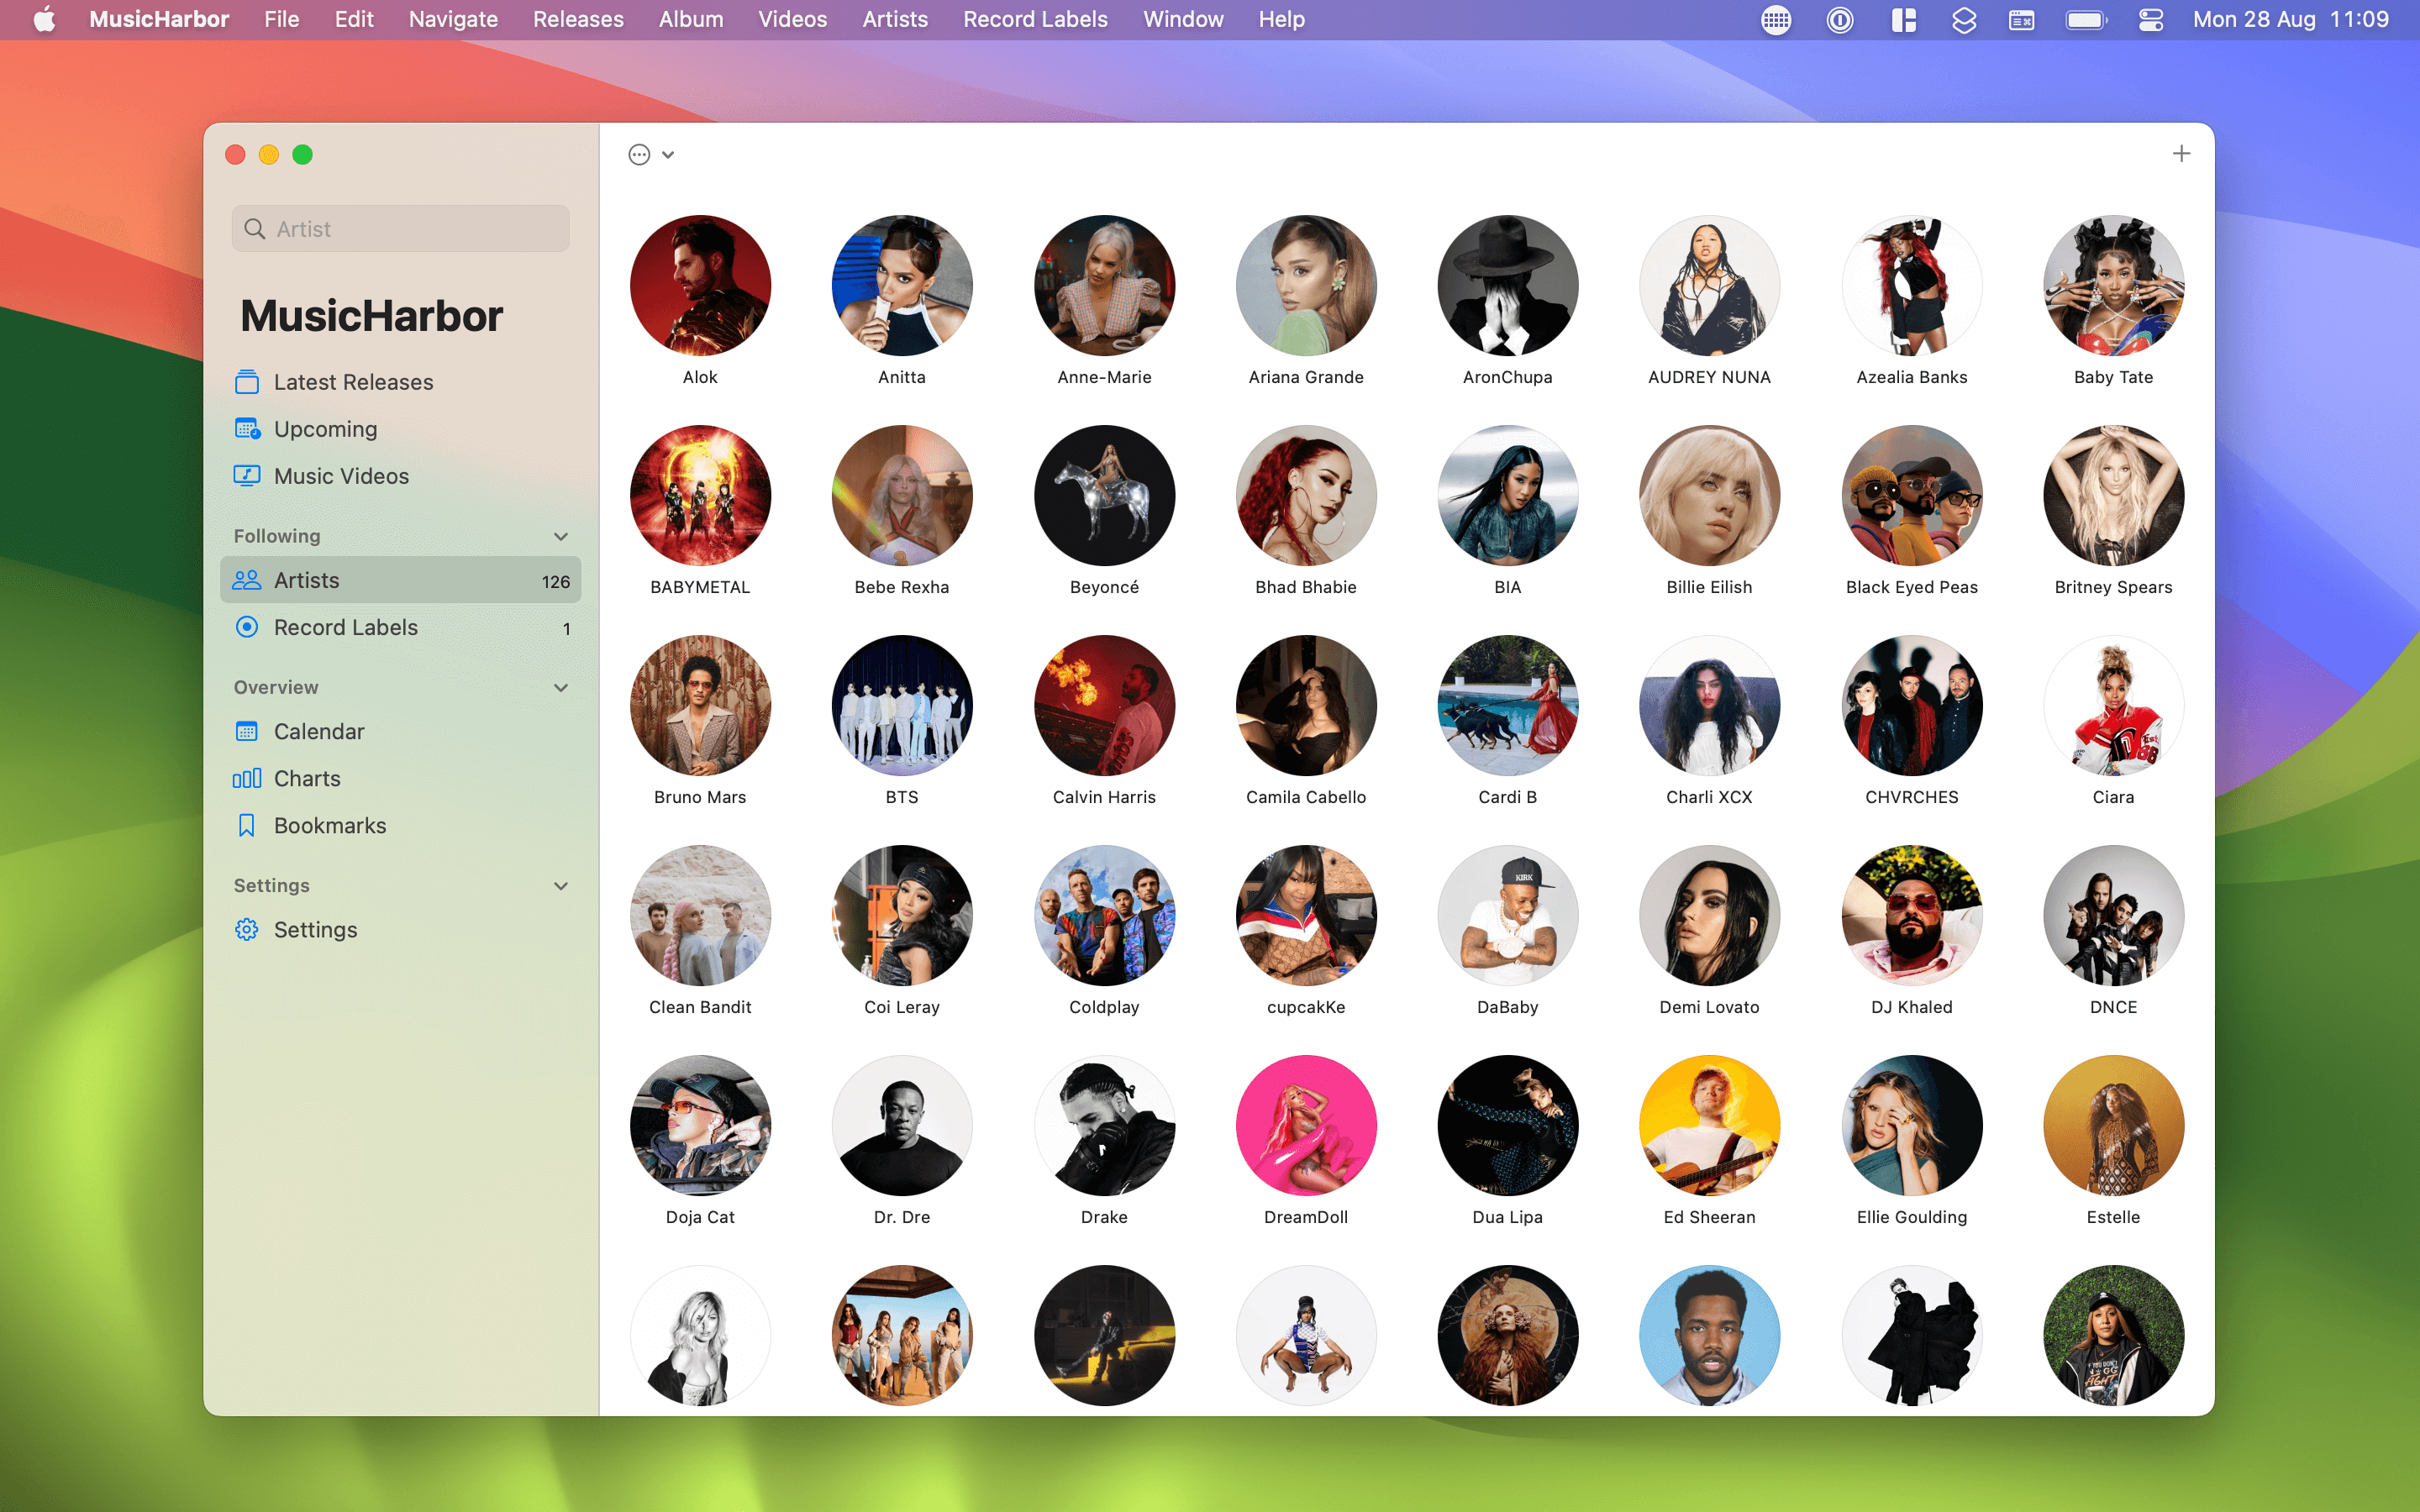 MusicHarbor File Edit Navigate Releases Album Videos Artists Record Labels Window Help Mon 28 Aug 11:09
Artist
MusicHarbor
Latest Releases
Upcoming
Music Videos
Following
Artists 126
Record Labels 1
Overview
Calendar
Charts
Bookmarks
Settings
Settings
Alok Anitta Anne-Marie Ariana Grande AronChupa AUDREY NUNA Azealia Banks Baby Tate
BABYMETAL Bebe Rexha Beyoncé Bhad Bhabie BIA Billie Eilish Black Eyed Peas Britney Spears
Bruno Mars BTS Calvin Harris Camila Cabello Cardi B Charli XCX CHVRCHES Ciara
KIRK
Clean Bandit Coi Leray Coldplay cupcakKe DaBaby Demi Lovato DJ Khaled DNCE
Doja Cat Dr. Dre Drake DreamDoll Dua Lipa Ed Sheeran Ellie Goulding Estelle